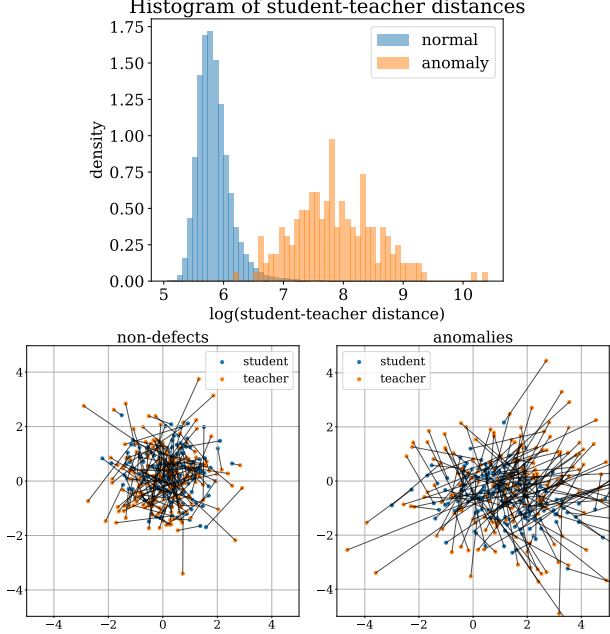 Histogram of student-teacher distances
1.75
1.50
1.25
1.00
0.75
0.50
0.25
0.00
density
normal
anomaly
5 6 7 8 9 10
log(student-teacher distance)
non-defects
student
teacher
4
2
0
−2
−4
−4 −2 0 2 4
anomalies
student
teacher
4
2
0
−2
−4
−4 −2 0 2 4